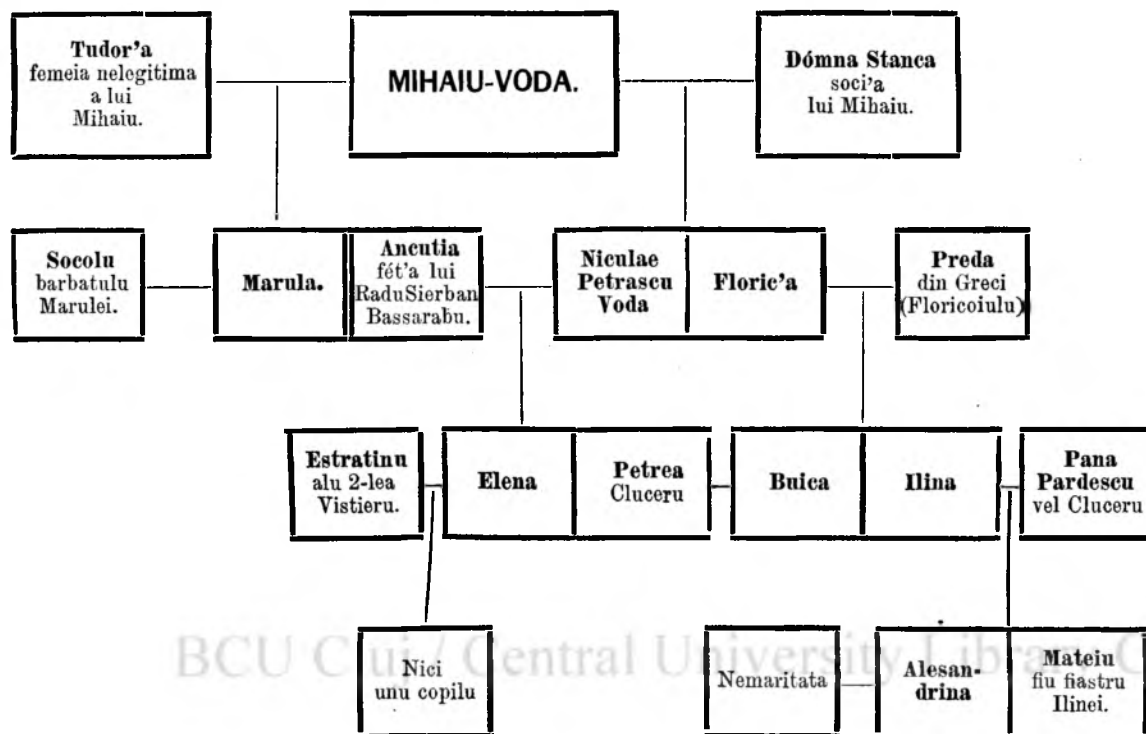 Tudor'a
femeia nelegitima
a lui
Mihaiu.
MIHAIU-VODA.
Dómna Stanca
soci'a
lui Mihaiu.
Socolu
barbatulu
Marulei.
Marula.
Ancutia
fét'a lui
RaduSierban
Bassarabu.
Niculae
Petrascu
Voda
Floric'a
Preda
din Greci
(Floricoiulu)
Estratinu
alu 2-lea
Vistieru.
Elena
Petrea
Cluceru
Buica
Ilina
Pana
Pardescu
vel Cluceru
Nici
unu copilu
Nemaritata
Alesan-
drina
Mateiu
fiu fiastru
Ilinei.
BCU Cluj / Central University Library C